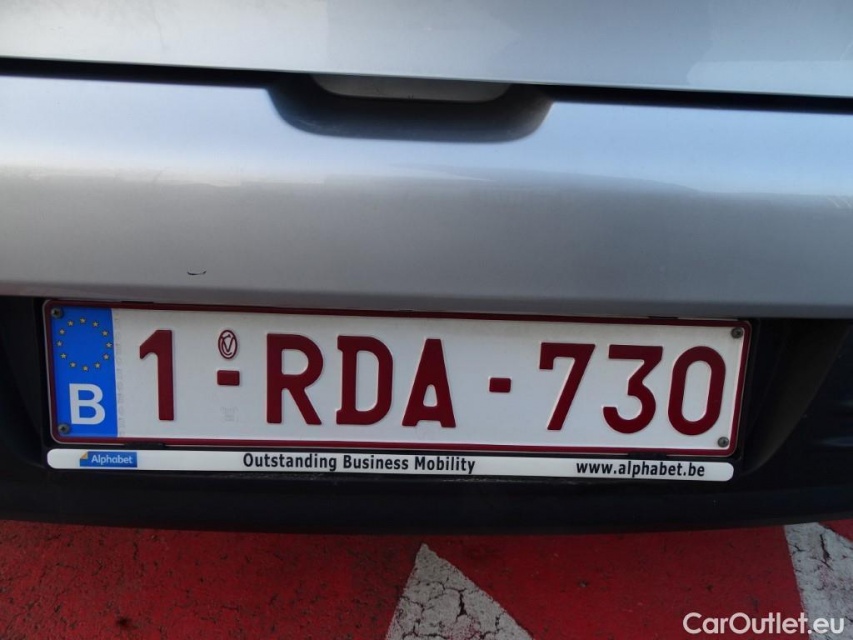 B 1-RDA-730
Alphabet Outstanding Business Mobility www.alphabet.be
CarOutlet.eu